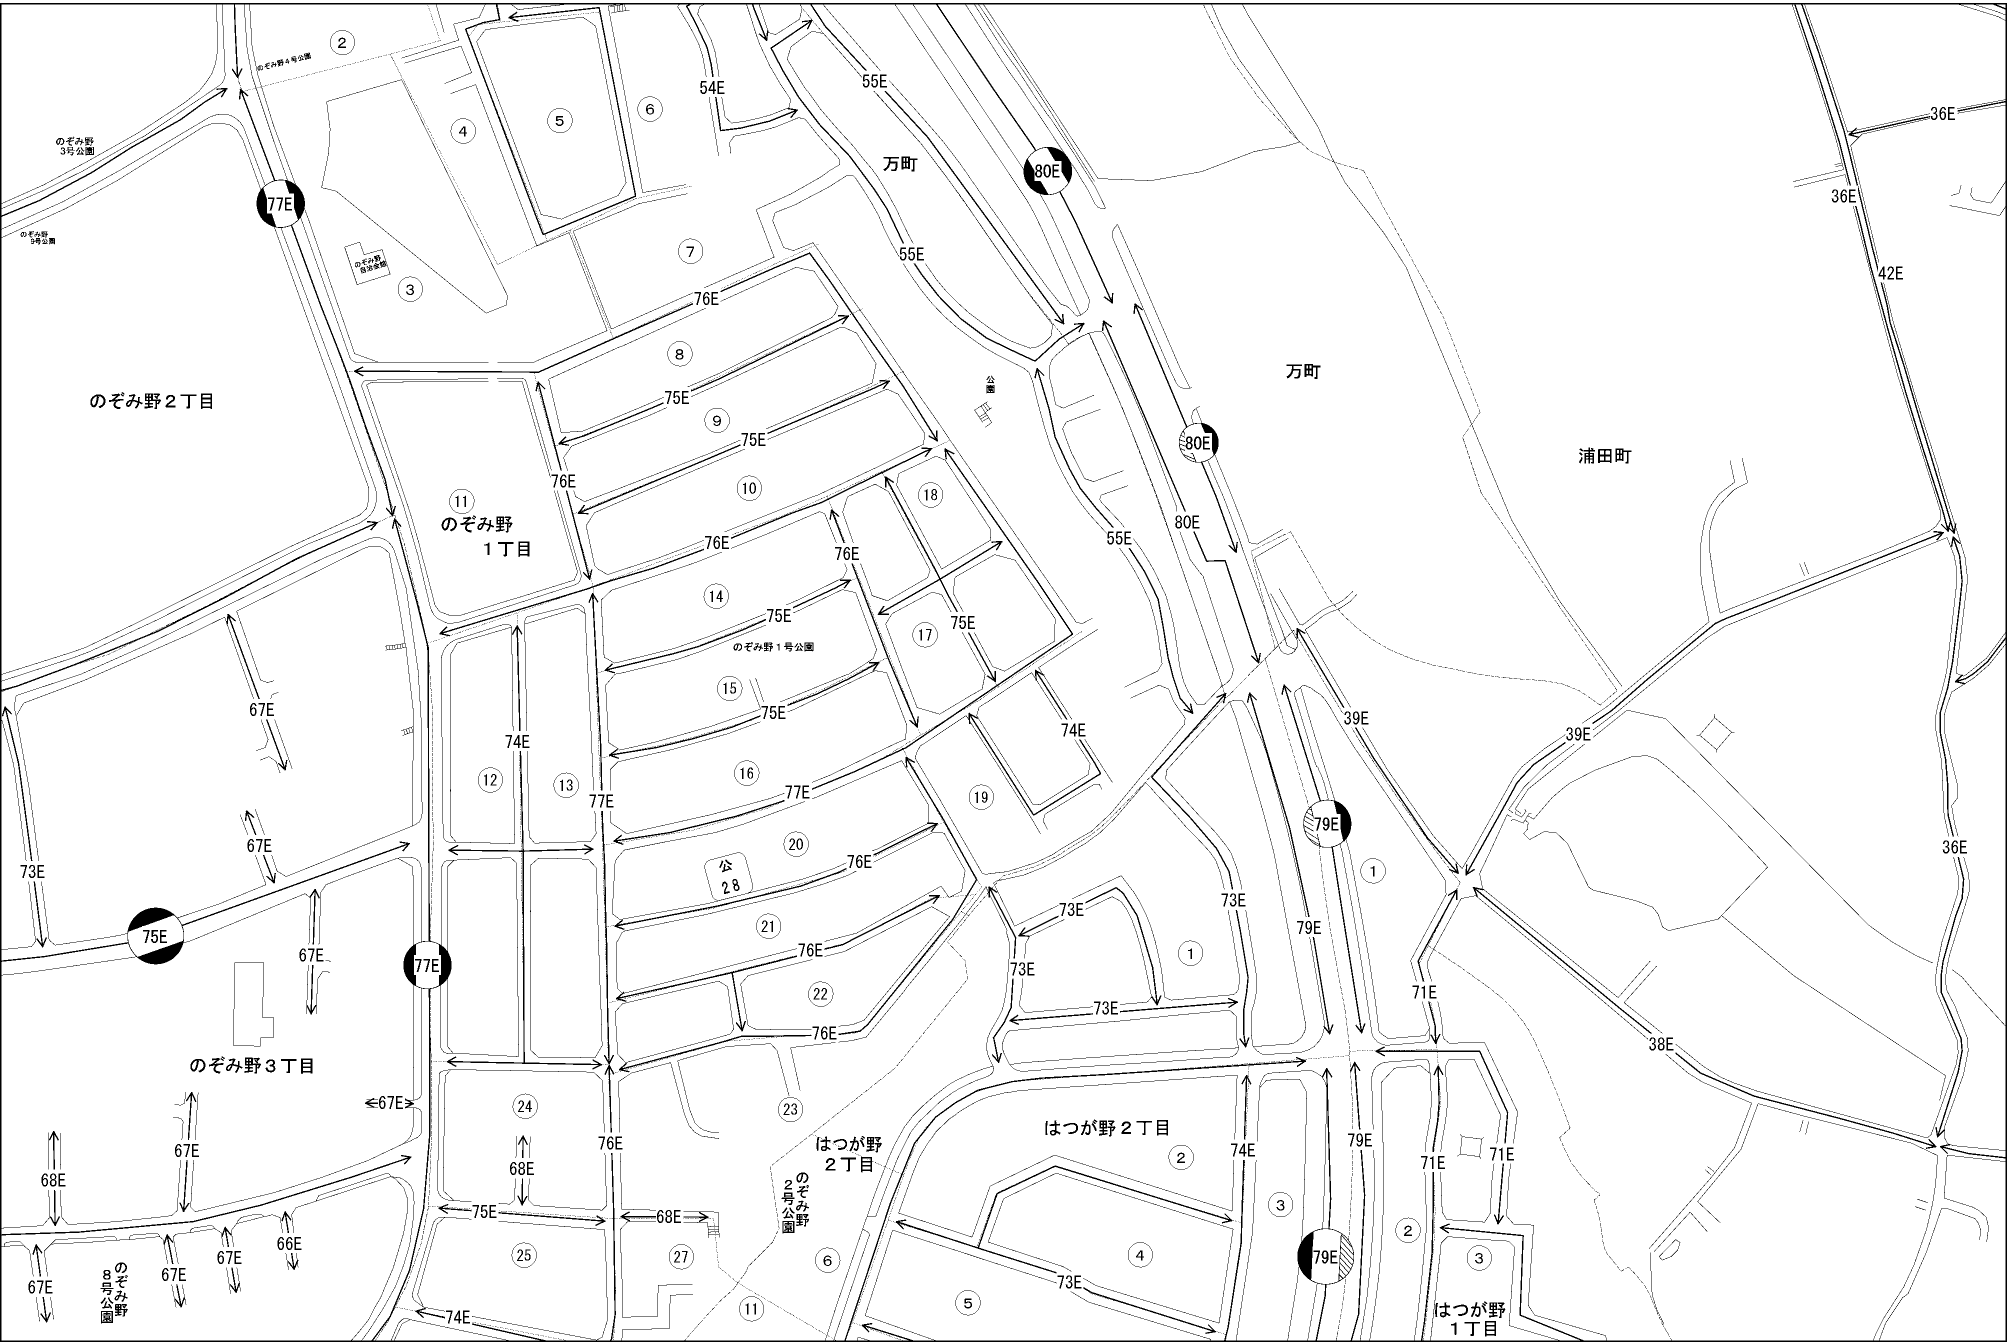 ②
のぞみ野４号公園
⑤
⑥
④
54E
55E
80E
36E
のぞみ野
3号公園
万町
36E
77E
のぞみ野
9号公園
⑦
55E
のぞみ野
自治会館
③
42E
76E
⑧
75E
公園
万町
のぞみ野２丁目
⑨
75E
80E
浦田町
76E
⑩
⑱
⑪
のぞみ野
１丁目
80E
55E
76E
76E
⑭
75E
75E
⑰
のぞみ野１号公園
⑮
75E
67E
74E
74E
39E
39E
⑫
⑬
⑯
77E
77E
⑲
79E
67E
⑳
公
28
76E
①
36E
73E
73E
73E
㉑
79E
75E
76E
①
67E
77E
73E
㉒
71E
73E
76E
38E
のぞみ野３丁目
67E
㉔
㉓
76E
はつが野２丁目
はつが野
２丁目
79E
74E
67E
②
71E
71E
68E
68E
のぞみ野
２号公園
③
75E
68E
②
66E
67E
㉕
㉗
⑥
④
79E
③
67E
67E
のぞみ野
８号公園
73E
⑤
⑪
74E
はつが野
１丁目